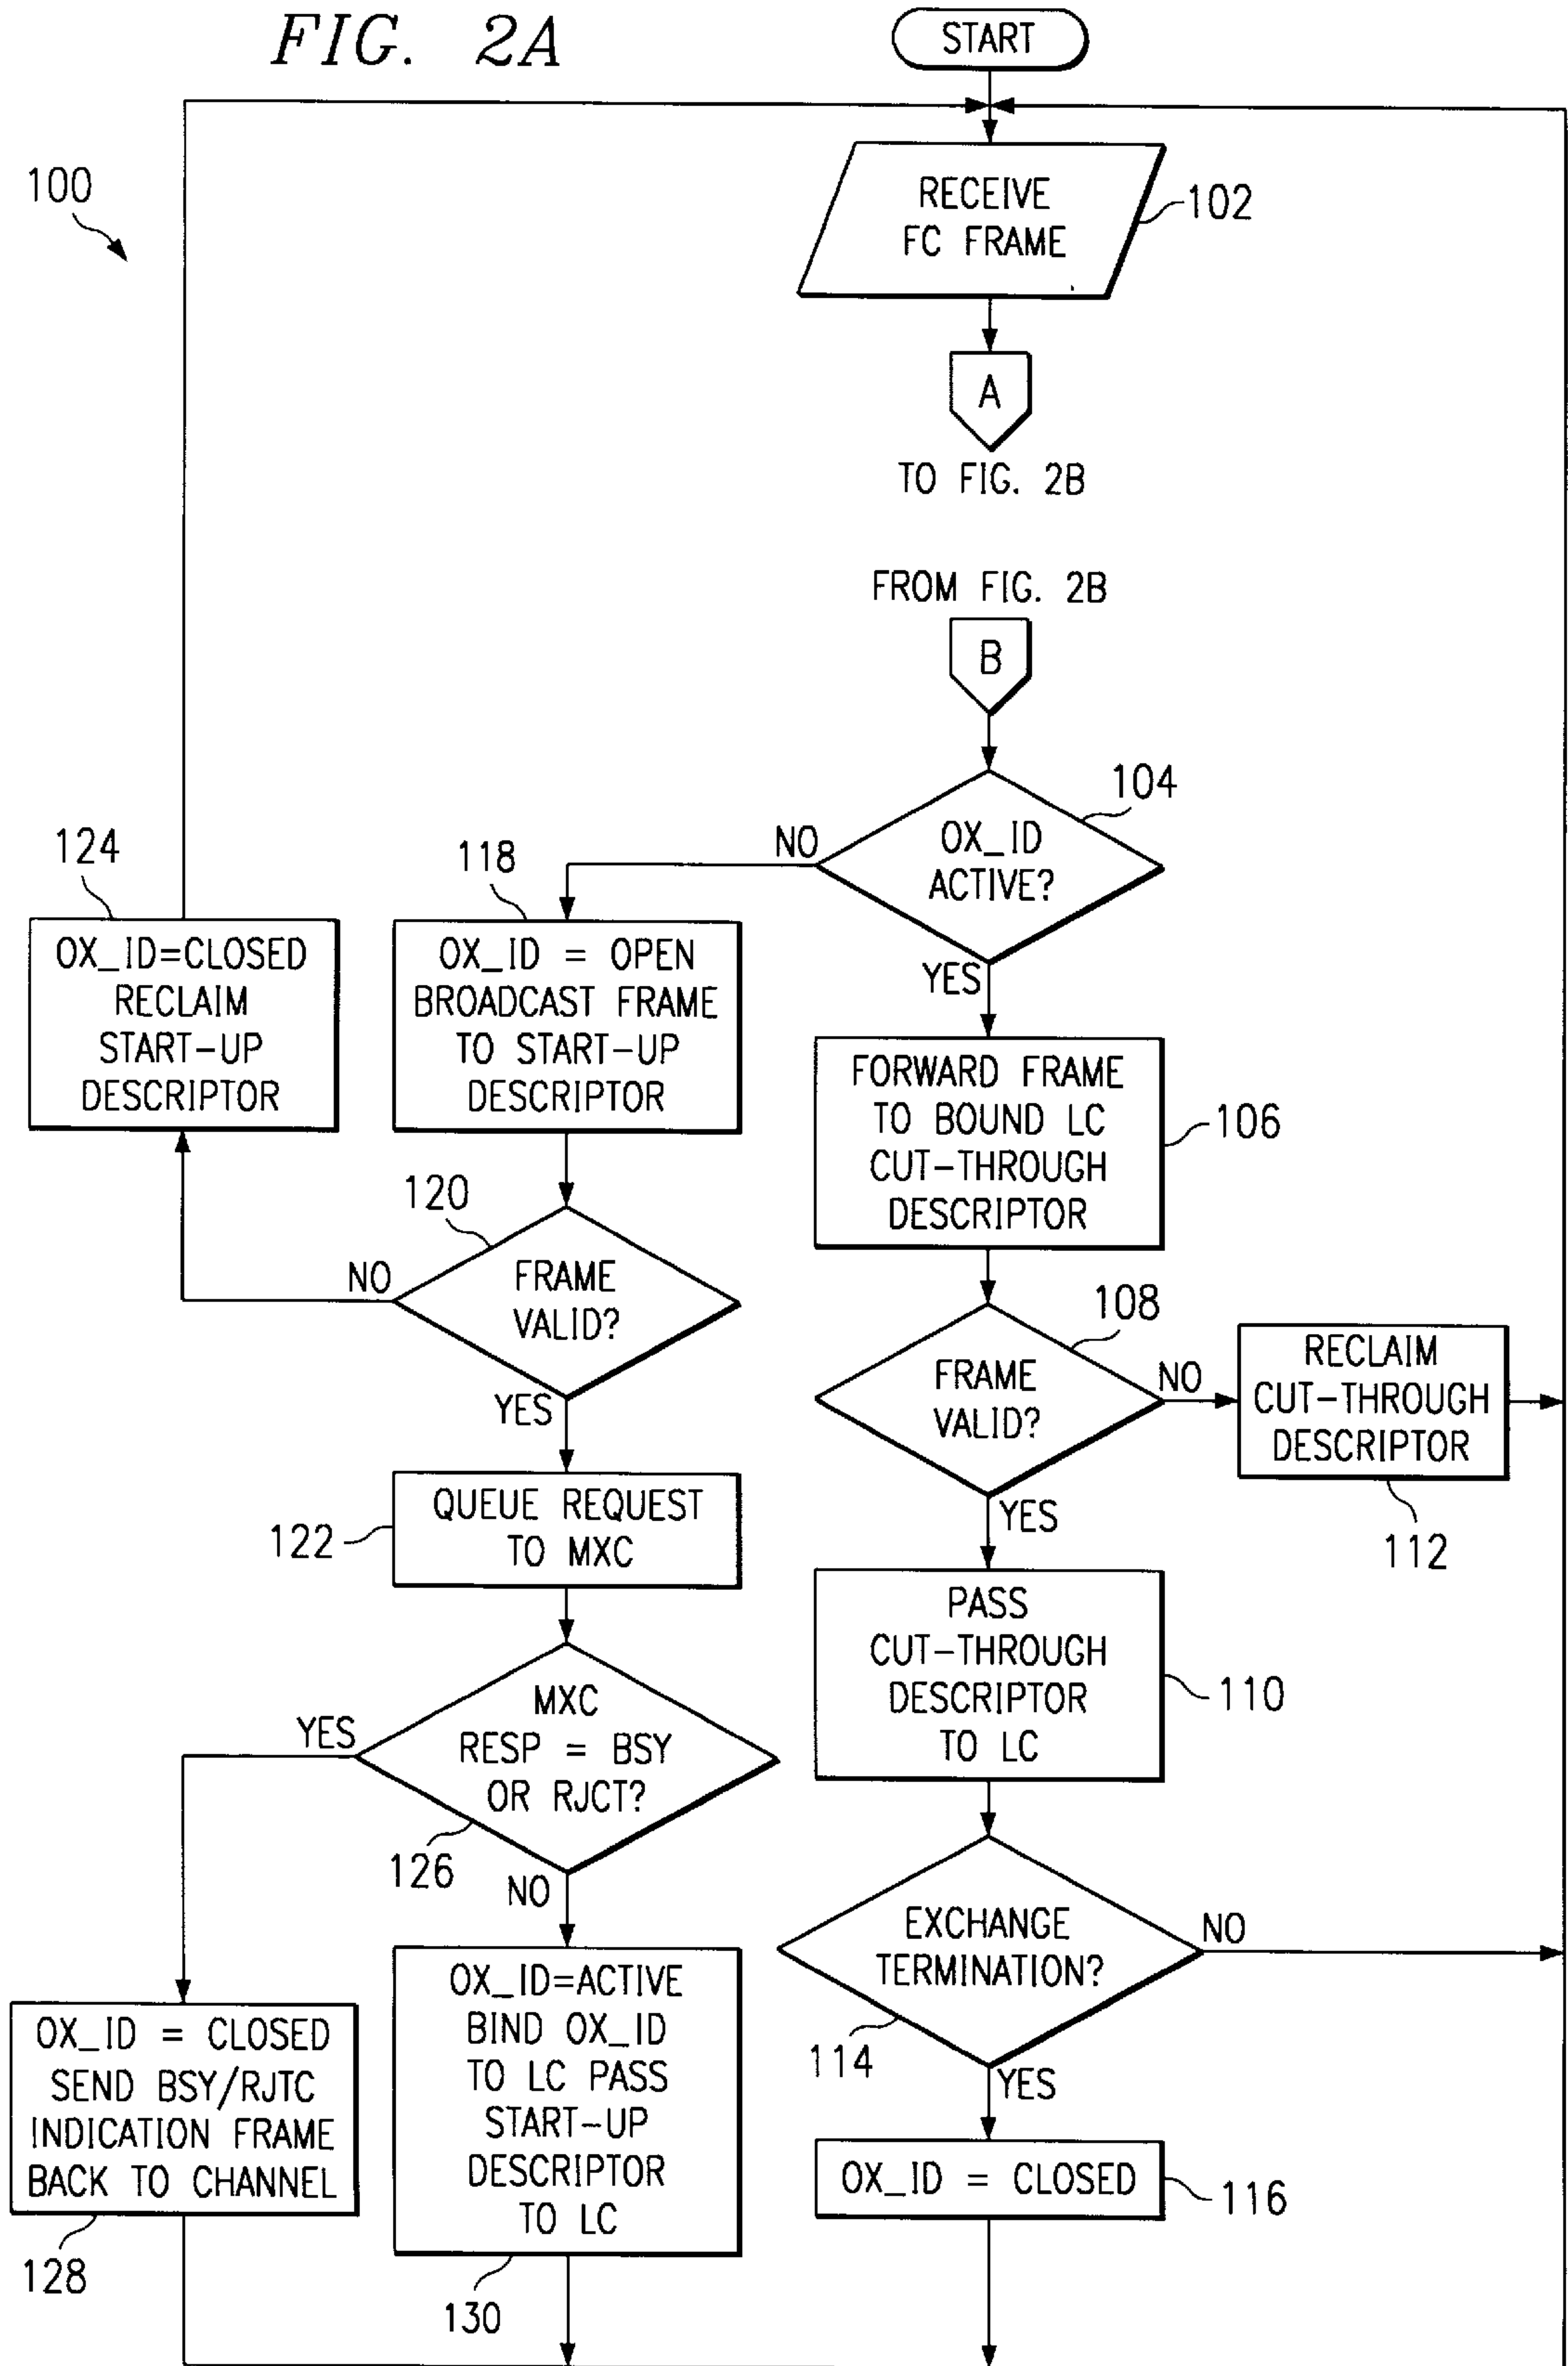 FIG. 2A
START
100
RECEIVE
FC FRAME
102
A
TO FIG. 2B
FROM FIG. 2B
B
104
OX_ID
ACTIVE?
NO
YES
124
OX_ID=CLOSED
RECLAIM
START-UP
DESCRIPTOR
118
OX_ID = OPEN
BROADCAST FRAME
TO START-UP
DESCRIPTOR
FORWARD FRAME
TO BOUND LC
CUT-THROUGH
DESCRIPTOR
106
120
FRAME
VALID?
NO
YES
108
FRAME
VALID?
NO
YES
RECLAIM
CUT-THROUGH
DESCRIPTOR
112
QUEUE REQUEST
TO MXC
122
PASS
CUT-THROUGH
DESCRIPTOR
TO LC
110
MXC
RESP = BSY
OR RJCT?
YES
126
NO
EXCHANGE
TERMINATION?
NO
114
YES
OX_ID = CLOSED
SEND BSY/RJTC
INDICATION FRAME
BACK TO CHANNEL
128
OX_ID=ACTIVE
BIND OX_ID
TO LC PASS
START-UP
DESCRIPTOR
TO LC
130
OX_ID = CLOSED
116